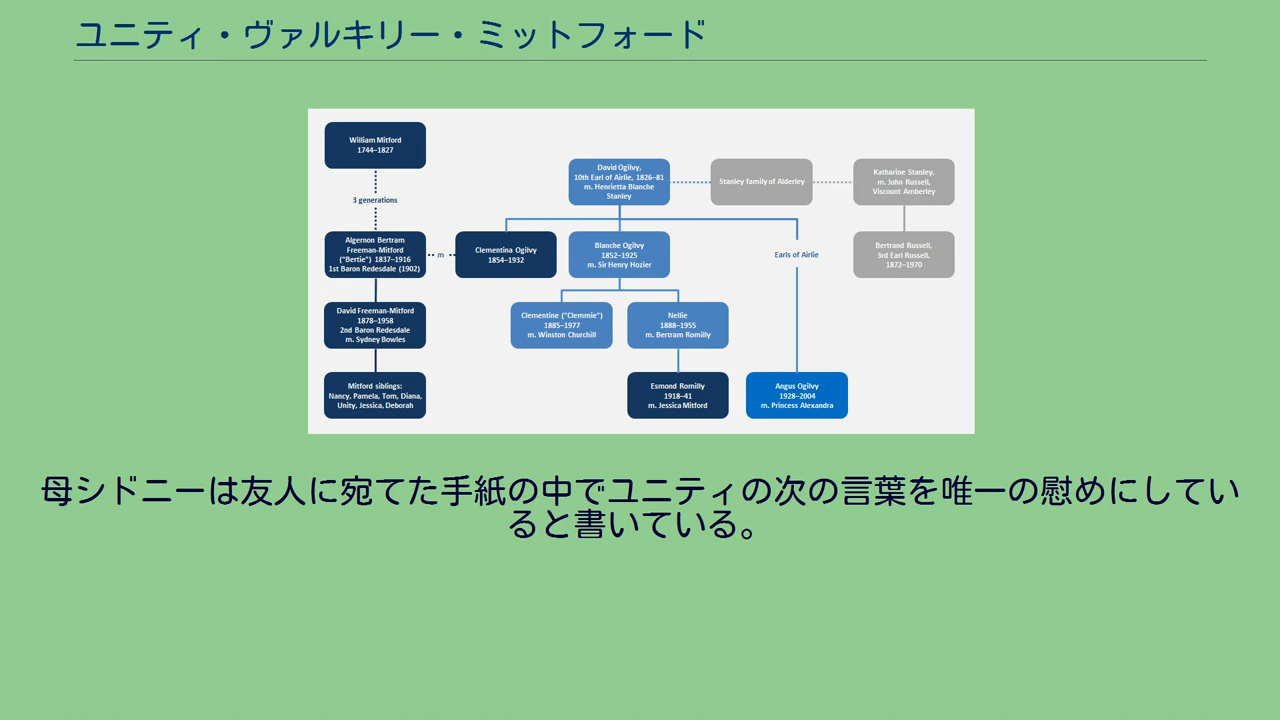 ユニティ・ヴァルキリー・ミットフォード
William Mitford
1744–1827
3 generations
Algernon Bertram
Freeman-Mitford
("Bertie") 1837–1916
1st Baron Redesdale (1902)
m
Clementina Ogilvy
1854–1932
David Freeman-Mitford
1878–1958
2nd Baron Redesdale
m. Sydney Bowles
Mitford siblings:
Nancy, Pamela, Tom, Diana,
Unity, Jessica, Deborah
David Ogilvy,
10th Earl of Airlie, 1826–81
m. Henrietta Blanche
Stanley
Stanley family of Alderley
Katharine Stanley,
m. John Russell,
Viscount Amberley
Blanche Ogilvy
1852–1925
m. Sir Henry Hozier
Earls of Airlie
Bertrand Russell,
3rd Earl Russell,
1872–1970
Clementine ("Clemmie")
1885–1977
m. Winston Churchill
Nellie
1888–1955
m. Bertram Romilly
Esmond Romilly
1918–41
m. Jessica Mitford
Angus Ogilvy
1928–2004
m. Princess Alexandra
母シドニーは友人に宛てた手紙の中でユニティの次の言葉を唯一の慰めにしてい
ると書いている。